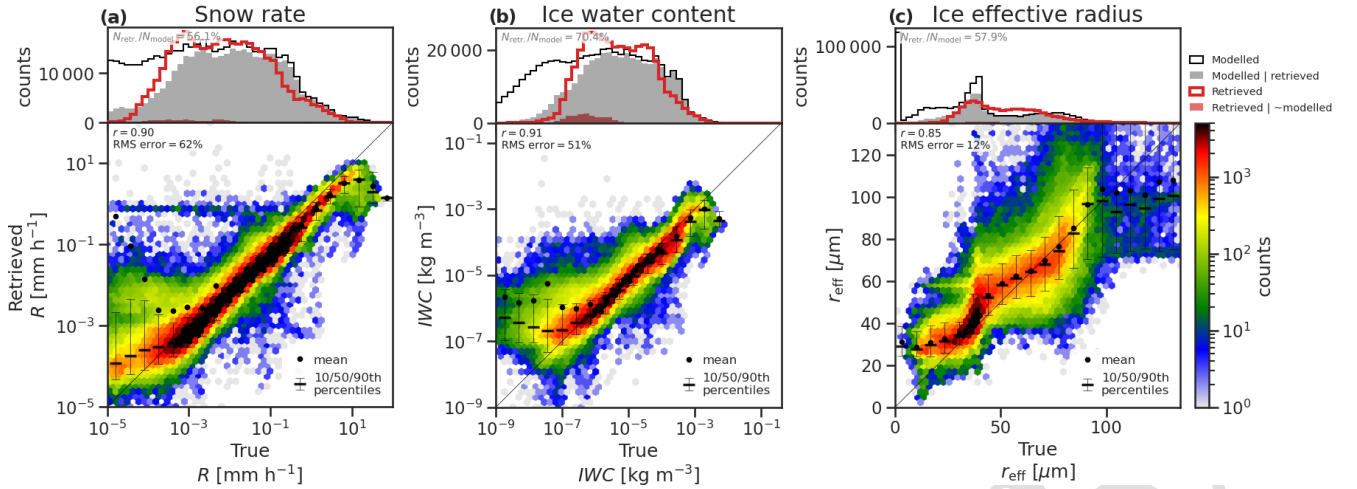 (a) Snow rate
counts
10 000
0
N_retr./N_model = 56.1%
r = 0.90
RMS error = 62%
Retrieved
R [mm h⁻¹]
10¹
10⁻¹
10⁻³
10⁻⁵
mean
10/50/90th
percentiles
10⁻⁵ 10⁻³ 10⁻¹ 10¹
True
R [mm h⁻¹]
(b) Ice water content
counts
20 000
0
N_retr./N_model = 70.4%
r = 0.91
RMS error = 51%
IWC [kg m⁻³]
10⁻¹
10⁻³
10⁻⁵
10⁻⁷
10⁻⁹
mean
10/50/90th
percentiles
10⁻⁹ 10⁻⁷ 10⁻⁵ 10⁻³ 10⁻¹
True
IWC [kg m⁻³]
(c) Ice effective radius
counts
100 000
0
N_retr./N_model = 57.9%
r = 0.85
RMS error = 12%
r_eff [μm]
120
100
80
60
40
20
0
mean
10/50/90th
percentiles
0 50 100
True
r_eff [μm]
Modelled
Modelled | retrieved
Retrieved
Retrieved | ~modelled
10³
10²
10¹
10⁰
counts